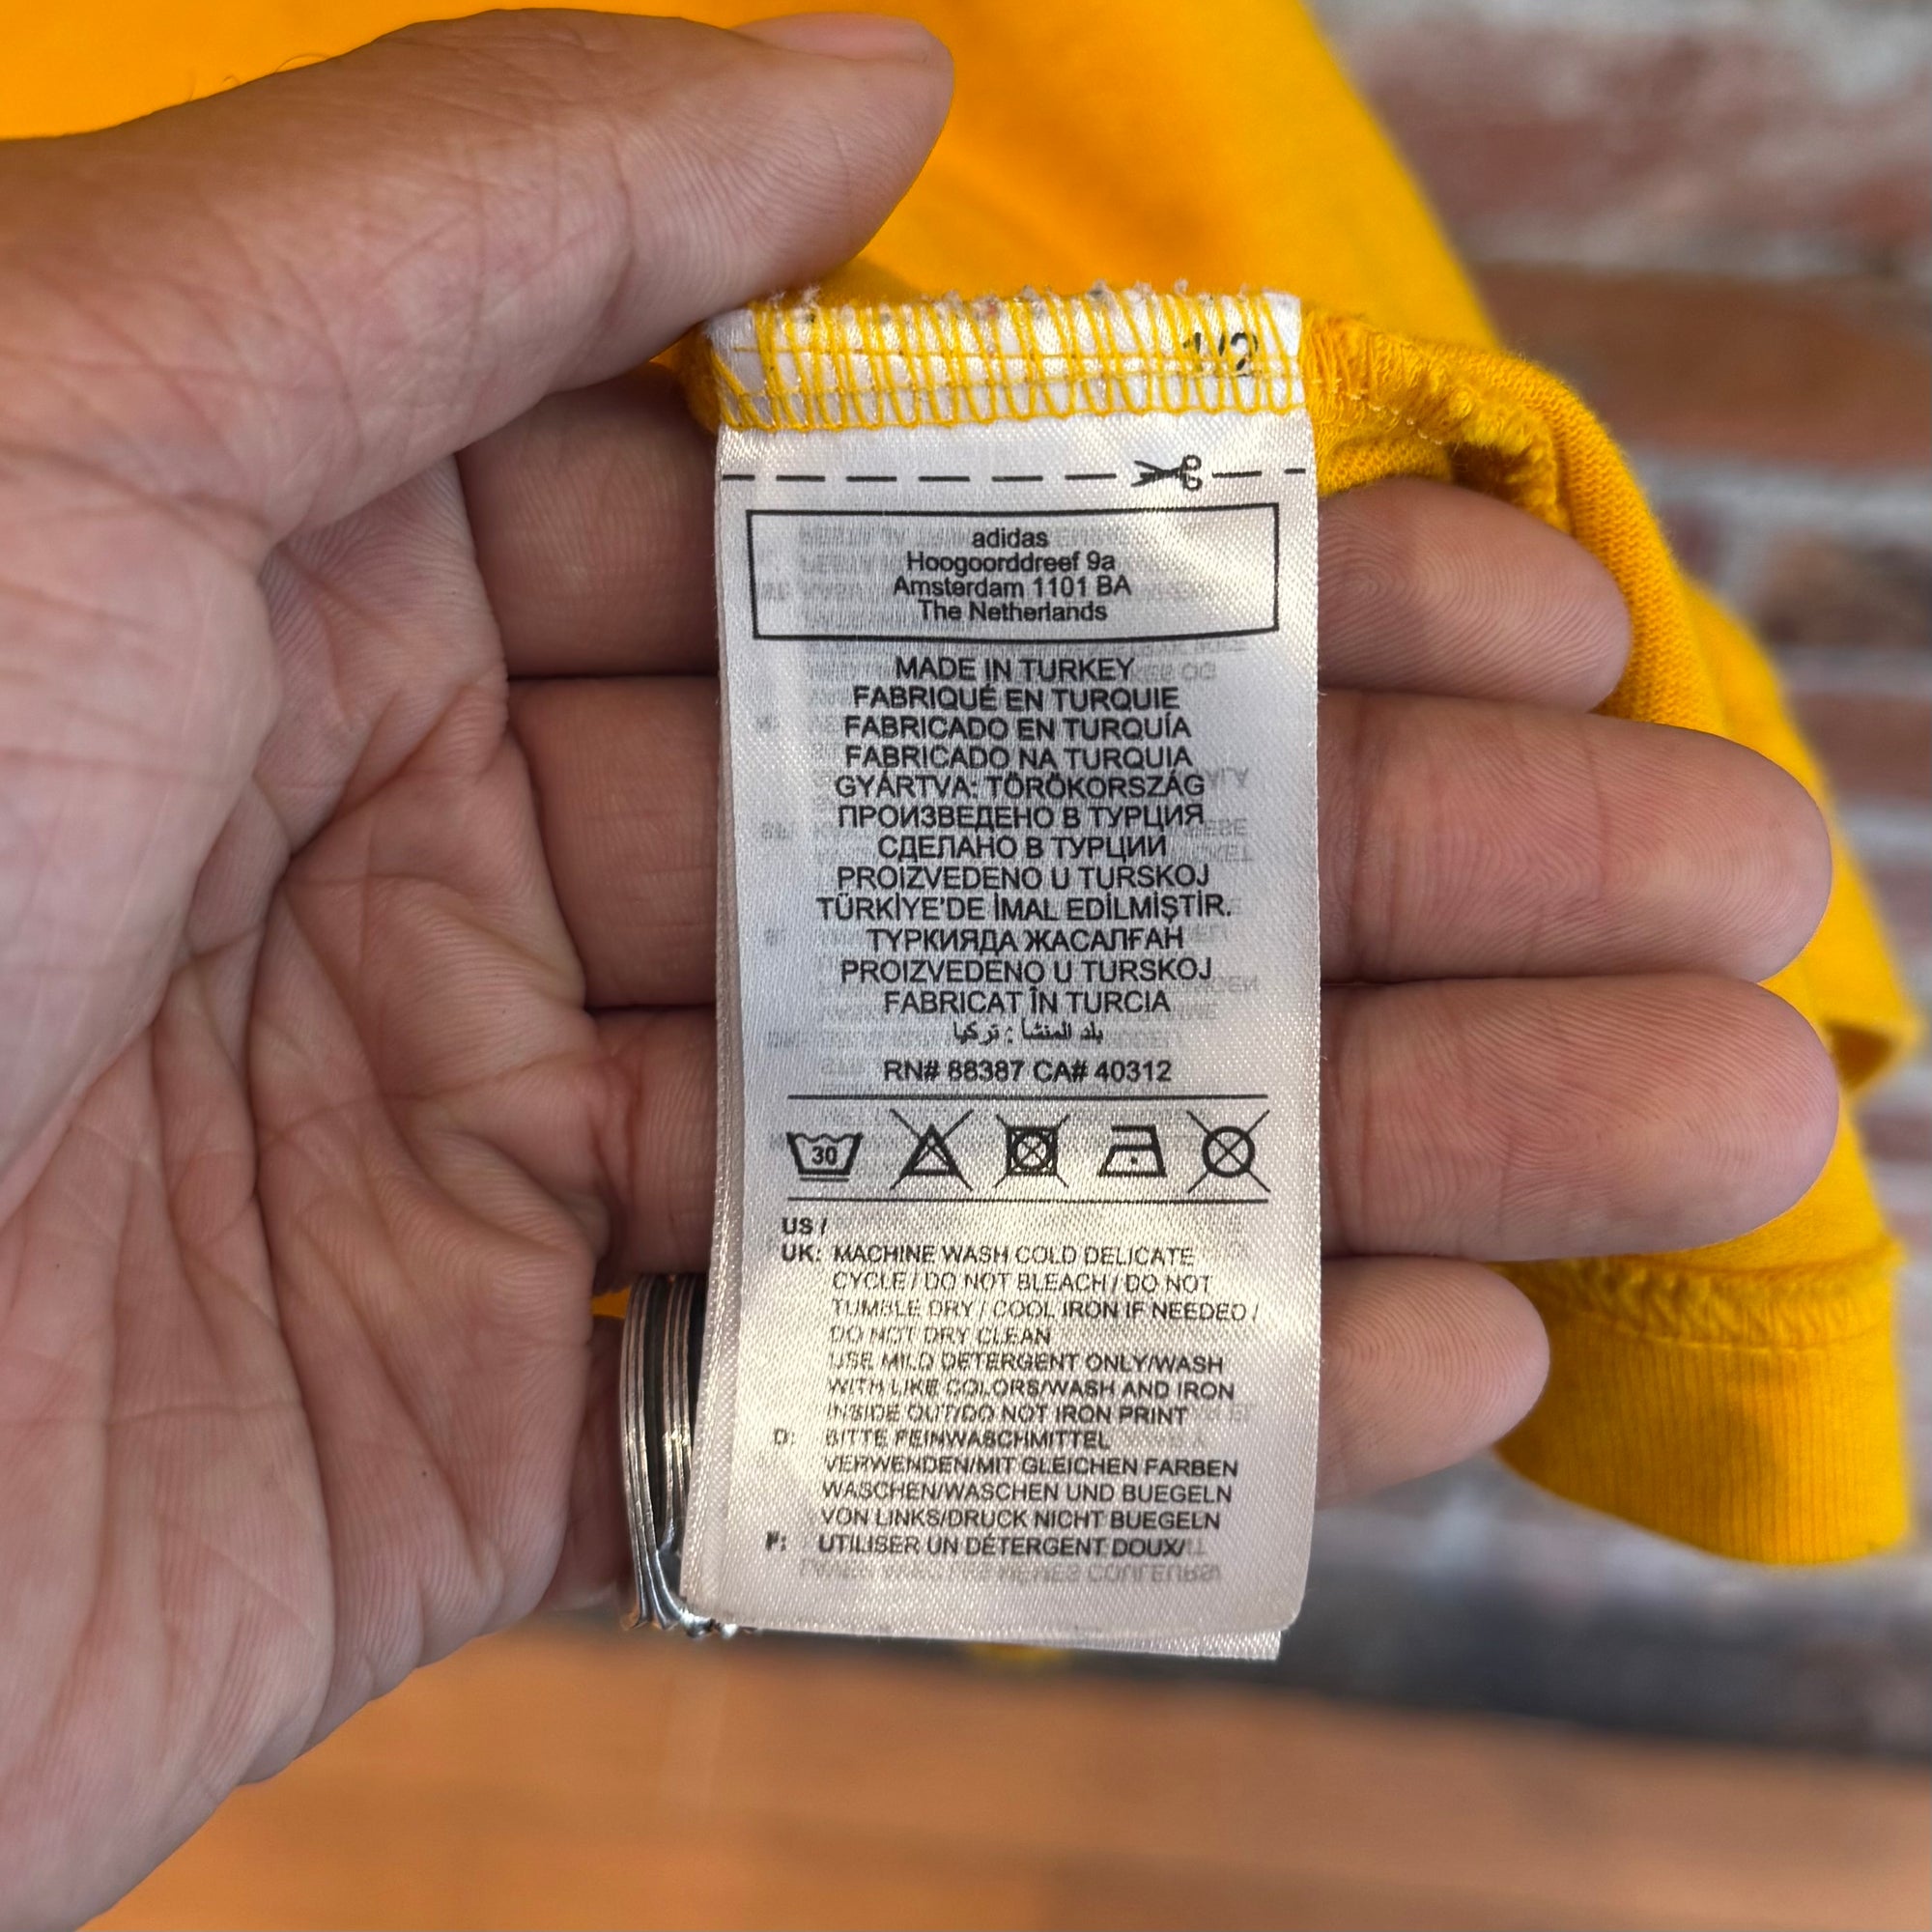 1/2
adidas
Hoogoorddreef 9a
Amsterdam 1101 BA
The Netherlands
MADE IN TURKEY
FABRIQUÉ EN TURQUIE
FABRICADO EN TURQUÍA
FABRICADO NA TURQUIA
GYÁRTVA: TÖRÖKORSZÁG
ПРОИЗВЕДЕНО В ТУРЦИЯ
СДЕЛАНО В ТУРЦИИ
PROIZVEDENO U TURSKOJ
TÜRKİYE'DE İMAL EDİLMİŞTİR.
ТУРКИЯДА ЖАСАЛҒАН
PROIZVEDENO U TURSKOJ
FABRICAT ÎN TURCIA
بلد المنشأ : تركيا
RN# 88387 CA# 40312
30
US /
UK: MACHINE WASH COLD DELICATE
CYCLE / DO NOT BLEACH / DO NOT
TUMBLE DRY / COOL IRON IF NEEDED /
DO NOT DRY CLEAN
USE MILD DETERGENT ONLY/WASH
WITH LIKE COLORS/WASH AND IRON
INSIDE OUT/DO NOT IRON PRINT
D: BITTE FEINWASCHMITTEL
VERWENDEN/MIT GLEICHEN FARBEN
WASCHEN/WASCHEN UND BUEGELN
VON LINKS/DRUCK NICHT BUEGELN
F: UTILISER UN DÉTERGENT DOUX/